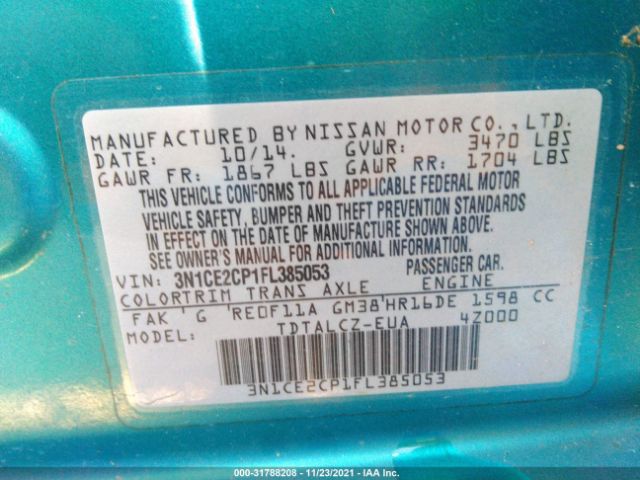 MANUFACTURED BY NISSAN MOTOR CO., LTD.
DATE: 10/14. GVWR: 3470 LBS
GAWR FR: 1867 LBS GAWR RR: 1704 LBS
THIS VEHICLE CONFORMS TO ALL APPLICABLE FEDERAL MOTOR
VEHICLE SAFETY, BUMPER AND THEFT PREVENTION STANDARDS
IN EFFECT ON THE DATE OF MANUFACTURE SHOWN ABOVE.
SEE OWNER'S MANUAL FOR ADDITIONAL INFORMATION.
VIN: 3N1CE2CP1FL385053 PASSENGER CAR.
COLOR TRIM TRANS AXLE ENGINE
FAK G RE0F11A GM38 HR16DE 1598 CC
MODEL: TDTALCZ-EUA 4Z000
3N1CE2CP1FL385053
000-31788208 - 11/23/2021 - IAA Inc.